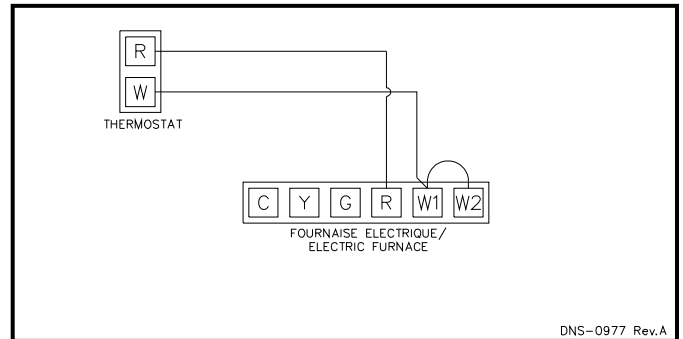 R
W
THERMOSTAT
C Y G R W1 W2
FOURNAISE ELECTRIQUE/
ELECTRIC FURNACE
DNS-0977 Rev.A